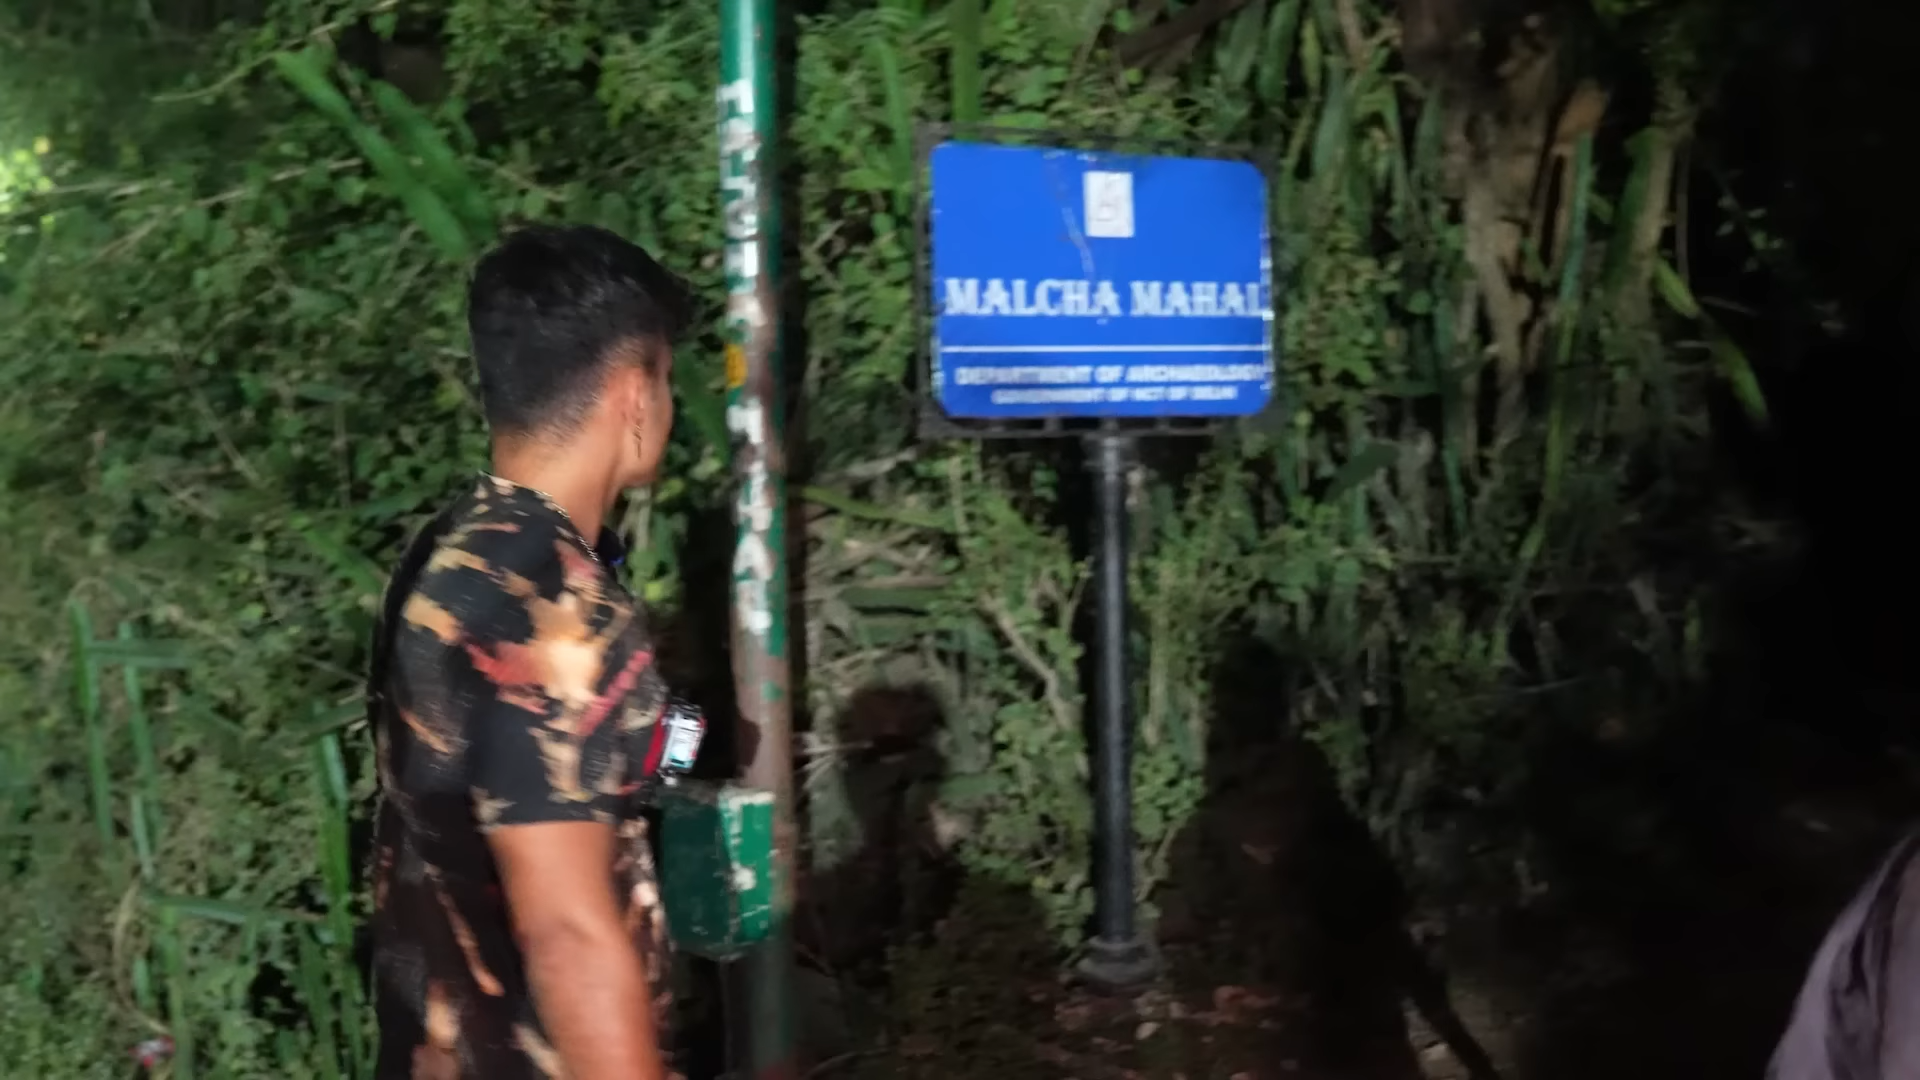 MALCHA MAHAL
DEPARTMENT OF ARCHAEOLOGY
GOVERNMENT OF NCT OF DELHI